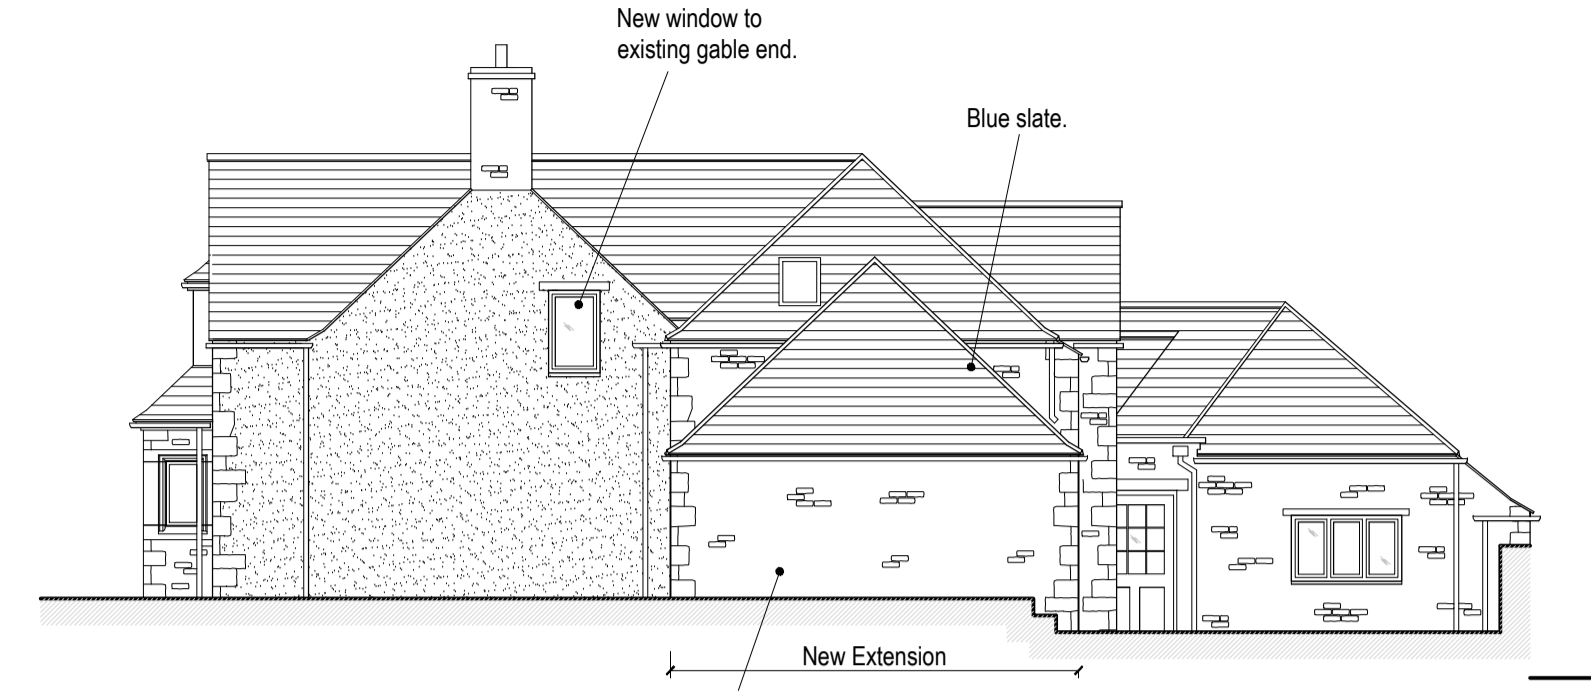 New window to
existing gable end.
Blue slate.
New Extension